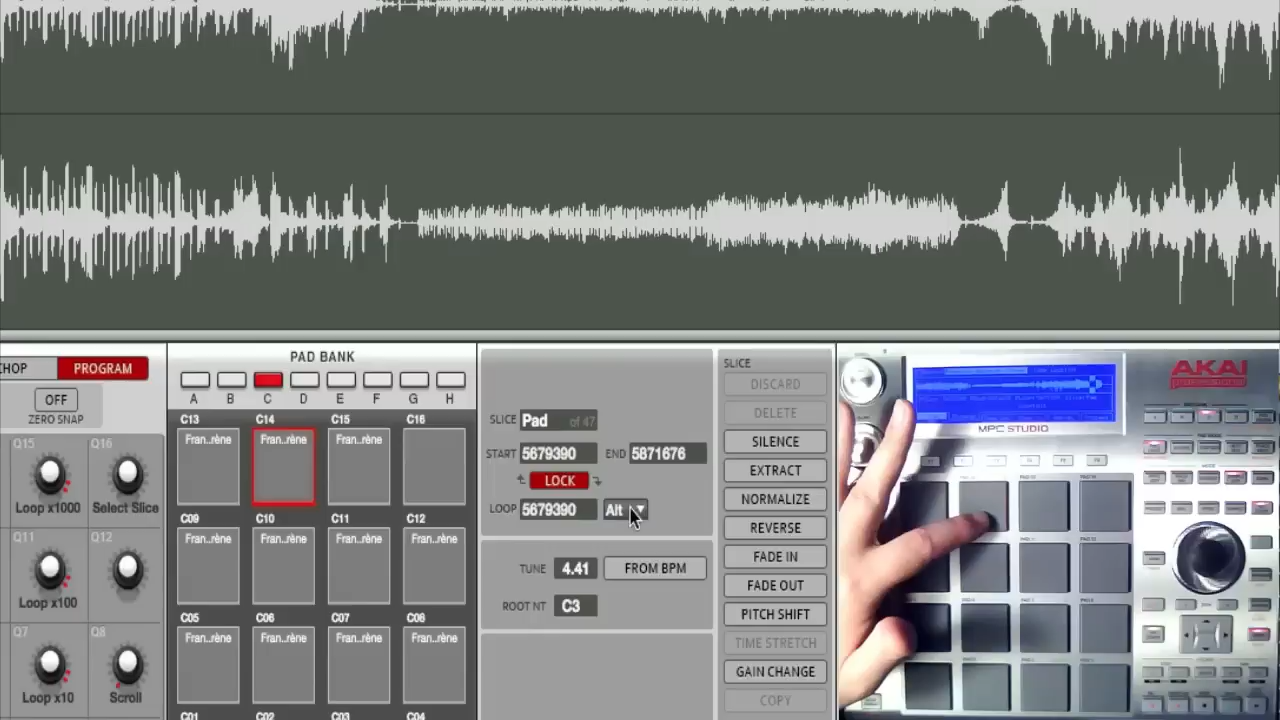 PAD BANK
HOP PROGRAM
A B C D E F G H
OFF
ZERO SNAP
C13 C14 C15 C16
Fran..rène Fran..rène Fran..rène
Q15 Q16
Loop x1000 Select Slice
C09 C10 C11 C12
Fran..rène Fran..rène Fran..rène
Q11 Q12
Loop x100
C05 C06 C07 C08
Fran..rène Fran..rène Fran..rène
Q7 Q8
Loop x10 Scroll
C01 C02 C03 C04
SLICE Pad of 47
START 5679390 END 5871676
LOCK
LOOP 5679390 Alt
TUNE 4.41 FROM BPM
ROOT NT C3
SLICE
DISCARD
DELETE
SILENCE
EXTRACT
NORMALIZE
REVERSE
FADE IN
FADE OUT
PITCH SHIFT
TIME STRETCH
GAIN CHANGE
COPY
AKAI
MPC STUDIO